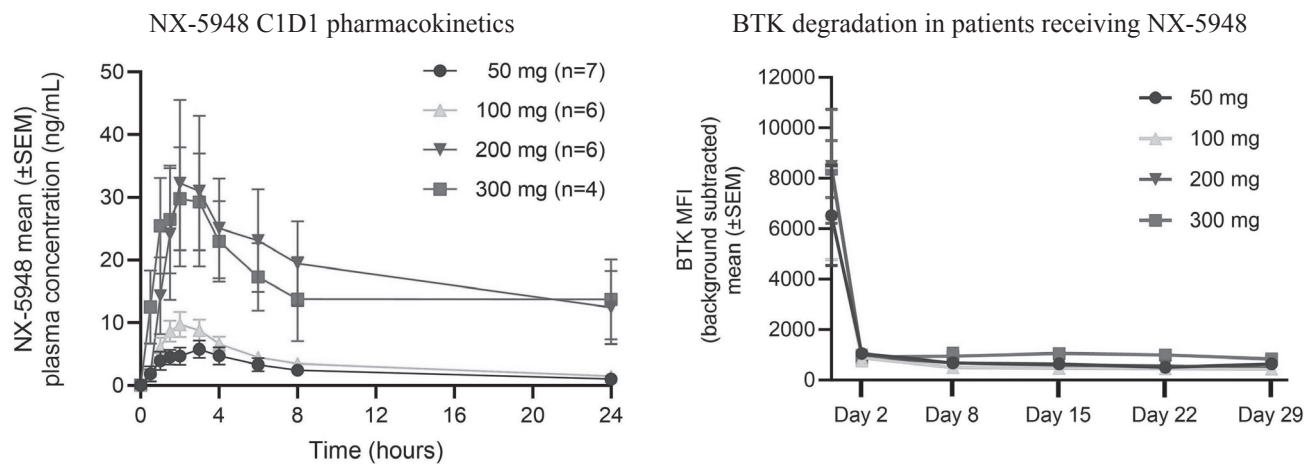 NX-5948 C1D1 pharmacokinetics
NX-5948 mean (±SEM)
plasma concentration (ng/mL)
50
40
30
20
10
0
50 mg (n=7)
100 mg (n=6)
200 mg (n=6)
300 mg (n=4)
0 4 8 12 16 20 24
Time (hours)
BTK degradation in patients receiving NX-5948
BTK MFI
(background subtracted)
mean (±SEM)
12000
10000
8000
6000
4000
2000
0
50 mg
100 mg
200 mg
300 mg
Day 2 Day 8 Day 15 Day 22 Day 29